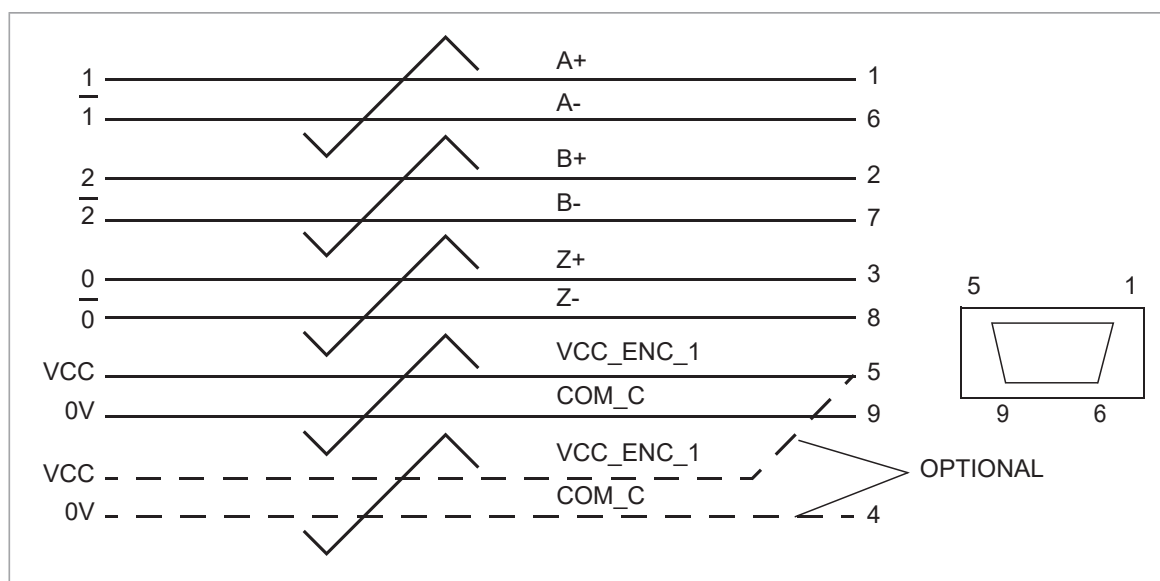 1 A+ 1
1̅ A- 6
2 B+ 2
2̅ B- 7
0 Z+ 3
0̅ Z- 8
VCC VCC_ENC_1 5
0V COM_C 9
VCC VCC_ENC_1
0V COM_C 4
OPTIONAL
5 1
9 6